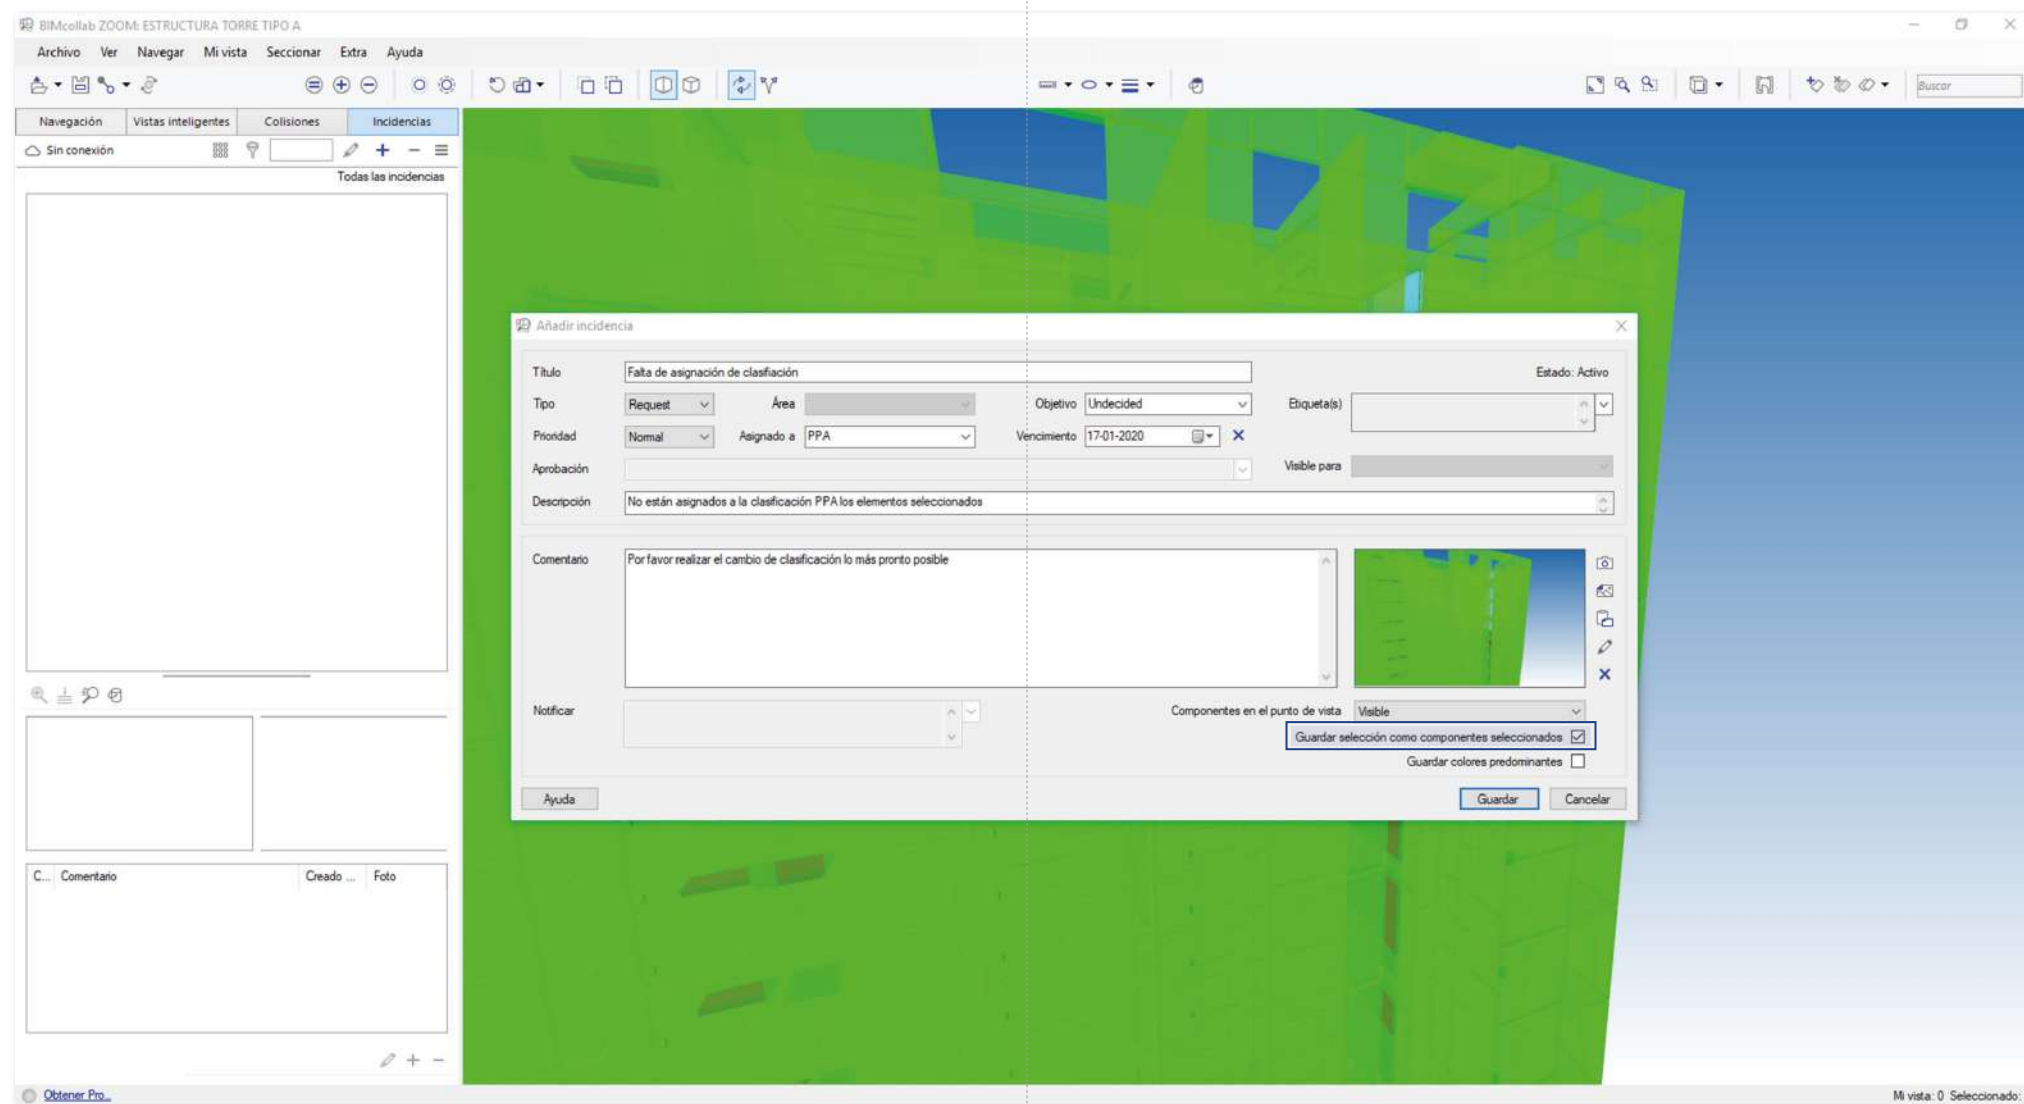 BIMcollab ZOOM: ESTRUCTURA TORRE TIPO A
Archivo Ver Navegar Mi vista Seccionar Extra Ayuda
Buscar
Navegación Vistas inteligentes Colisiones Incidencias
Sin conexión
Todas las incidencias
Añadir incidencia
Título Falta de asignación de clasfiación Estado: Activo
Tipo Request Área Objetivo Undecided Etiqueta(s)
Prioridad Normal Asignado a PPA Vencimiento 17-01-2020
Aprobación Visible para
Descripción No están asignados a la clasificación PPA los elementos seleccionados
Comentario Por favor realizar el cambio de clasificación lo más pronto posible
Notificar Componentes en el punto de vista Visible
Guardar selección como componentes seleccionados
Guardar colores predominantes
Ayuda Guardar Cancelar
C... Comentario Creado ... Foto
Obtener Pro... Mi vista: 0 Seleccionado: